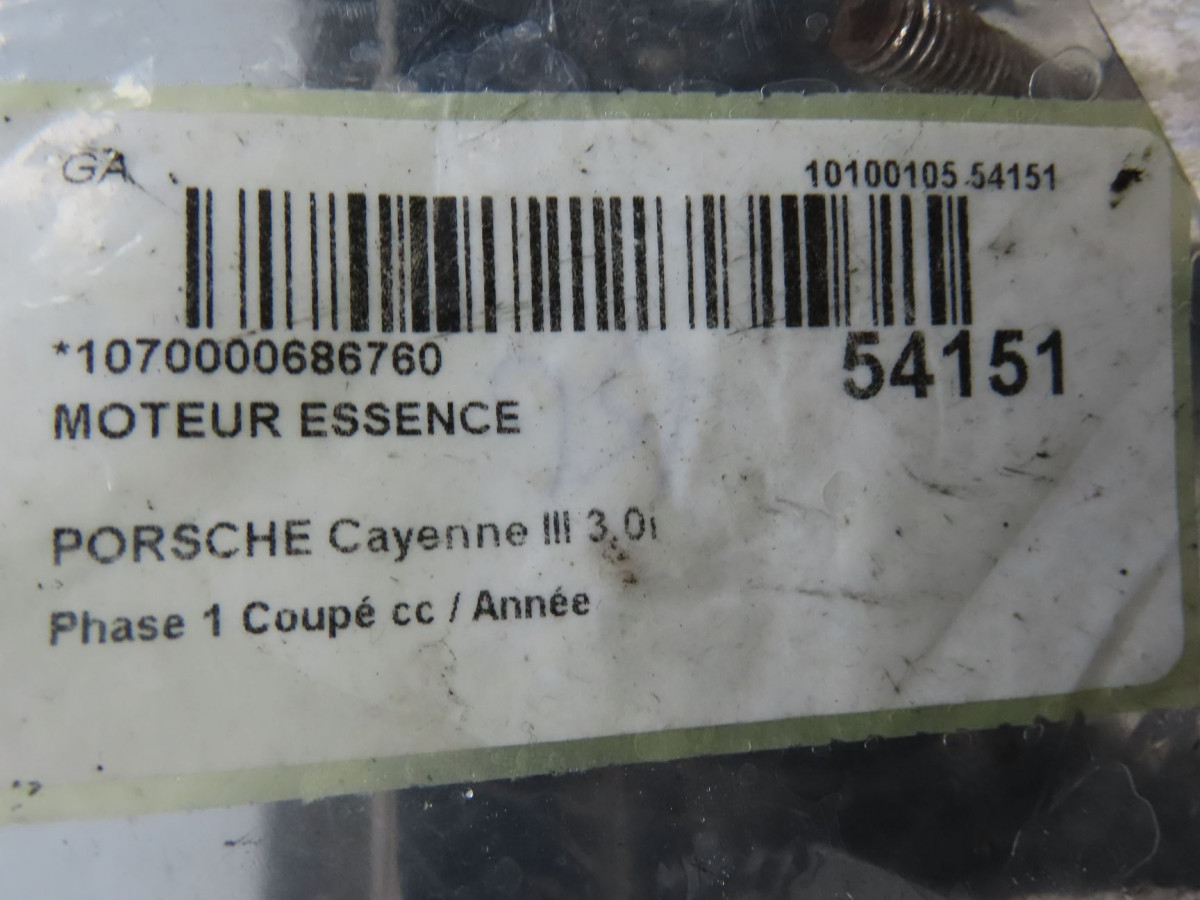 GA 10100105 54151
*1070000686760 54151
MOTEUR ESSENCE
PORSCHE Cayenne III 3.0i
Phase 1 Coupé cc / Année